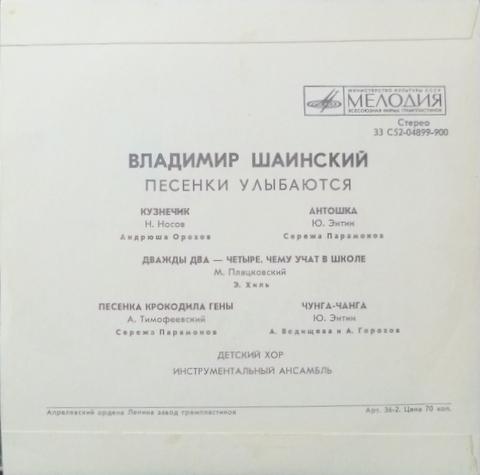 МИНИСТЕРСТВО КУЛЬТУРЫ СССР
МЕЛОДИЯ
ВСЕСОЮЗНАЯ ФИРМА ГРАМПЛАСТИНОК
Стерео
33 С52-04899-900
ВЛАДИМИР ШАИНСКИЙ
ПЕСЕНКИ УЛЫБАЮТСЯ
КУЗНЕЧИК
Н. Носов
Андрюша Орехов
АНТОШКА
Ю. Энтин
Сережа Парамонов
ДВАЖДЫ ДВА — ЧЕТЫРЕ. ЧЕМУ УЧАТ В ШКОЛЕ
М. Пляцковский
Э. Хиль
ПЕСЕНКА КРОКОДИЛА ГЕНЫ
А. Тимофеевский
Сережа Парамонов
ЧУНГА-ЧАНГА
Ю. Энтин
А. Ведищева и А. Горохов
ДЕТСКИЙ ХОР
ИНСТРУМЕНТАЛЬНЫЙ АНСАМБЛЬ
Апрелевский ордена Ленина завод грампластинок
Арт. 36-2. Цена 70 коп.